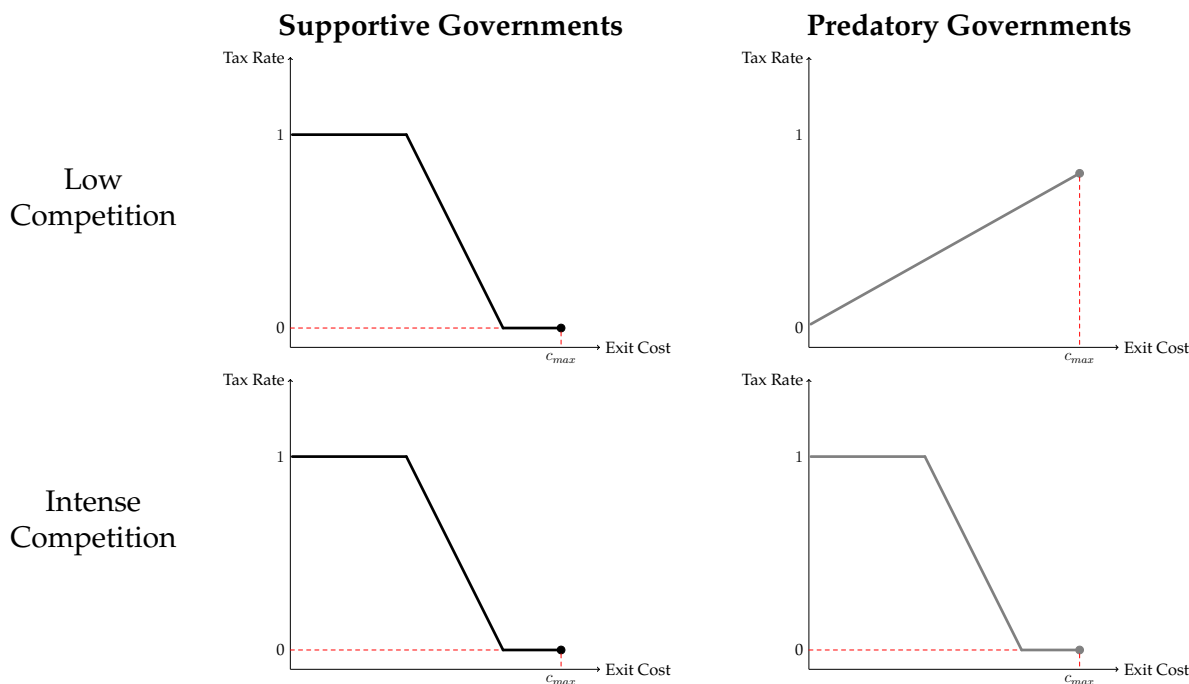 Supportive Governments
Predatory Governments
Low
Competition
Tax Rate
1
0
Exit Cost
c_max
Tax Rate
1
0
Exit Cost
c_max
Intense
Competition
Tax Rate
1
0
Exit Cost
c_max
Tax Rate
1
0
Exit Cost
c_max